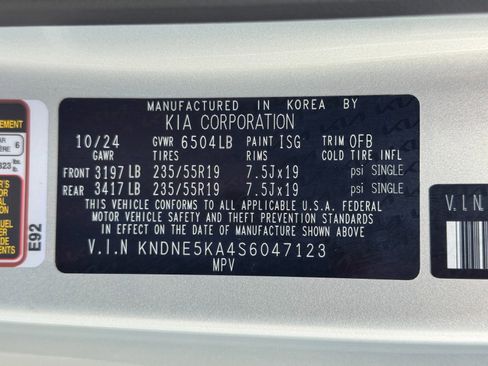 MANUFACTURED IN KOREA BY
KIA CORPORATION
10/24 GVWR 6504LB PAINT ISG TRIM OFB
GAWR TIRES RIMS COLD TIRE INFL
FRONT 3197 LB 235/55R19 7.5Jx19 psi SINGLE
REAR 3417 LB 235/55R19 7.5Jx19 psi SINGLE
THIS VEHICLE CONFORMS TO ALL APPLICABLE U.S.A. FEDERAL
MOTOR VEHICLE SAFETY AND THEFT PREVENTION STANDARDS
IN EFFECT ON THE DATE OF MANUFACTURE SHOWN ABOVE
V.I.N KNDNE5KA4S6047123
MPV
EMENT
6
E92
V.I.N